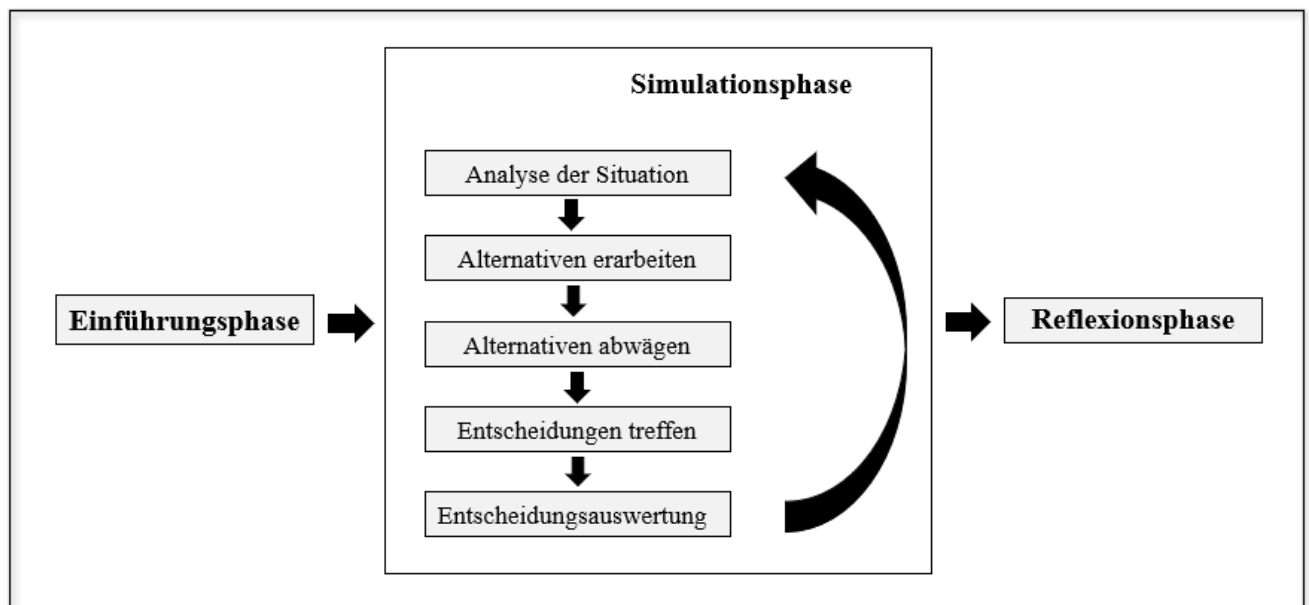 Simulationsphase
Analyse der Situation
Alternativen erarbeiten
Einführungsphase
Alternativen abwägen
Reflexionsphase
Entscheidungen treffen
Entscheidungsauswertung